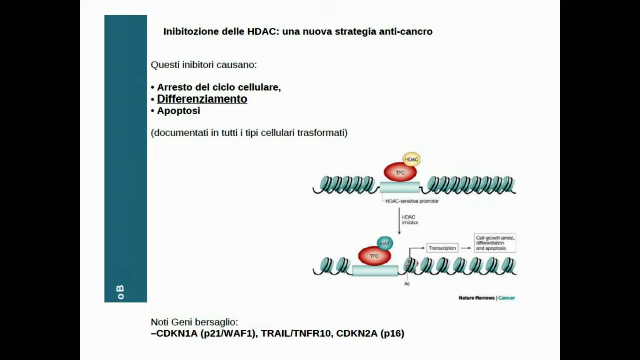 Inibitozione delle HDAC: una nuova strategia anti-cancro
Questi inibitori causano:
• Arresto del ciclo cellulare,
• Differenziamento
• Apoptosi
(documentati in tutti i tipi cellulari trasformati)
HDAC
TFC
HDAC-sensitive promotor
HDAC
inhibitor
HAT
TFC
Transcription
Cell-growth arrest,
differentiation
and apoptosis
Ac
Nature Reviews | Cancer
oB
Noti Geni bersaglio:
–CDKN1A (p21/WAF1), TRAIL/TNFR10, CDKN2A (p16)